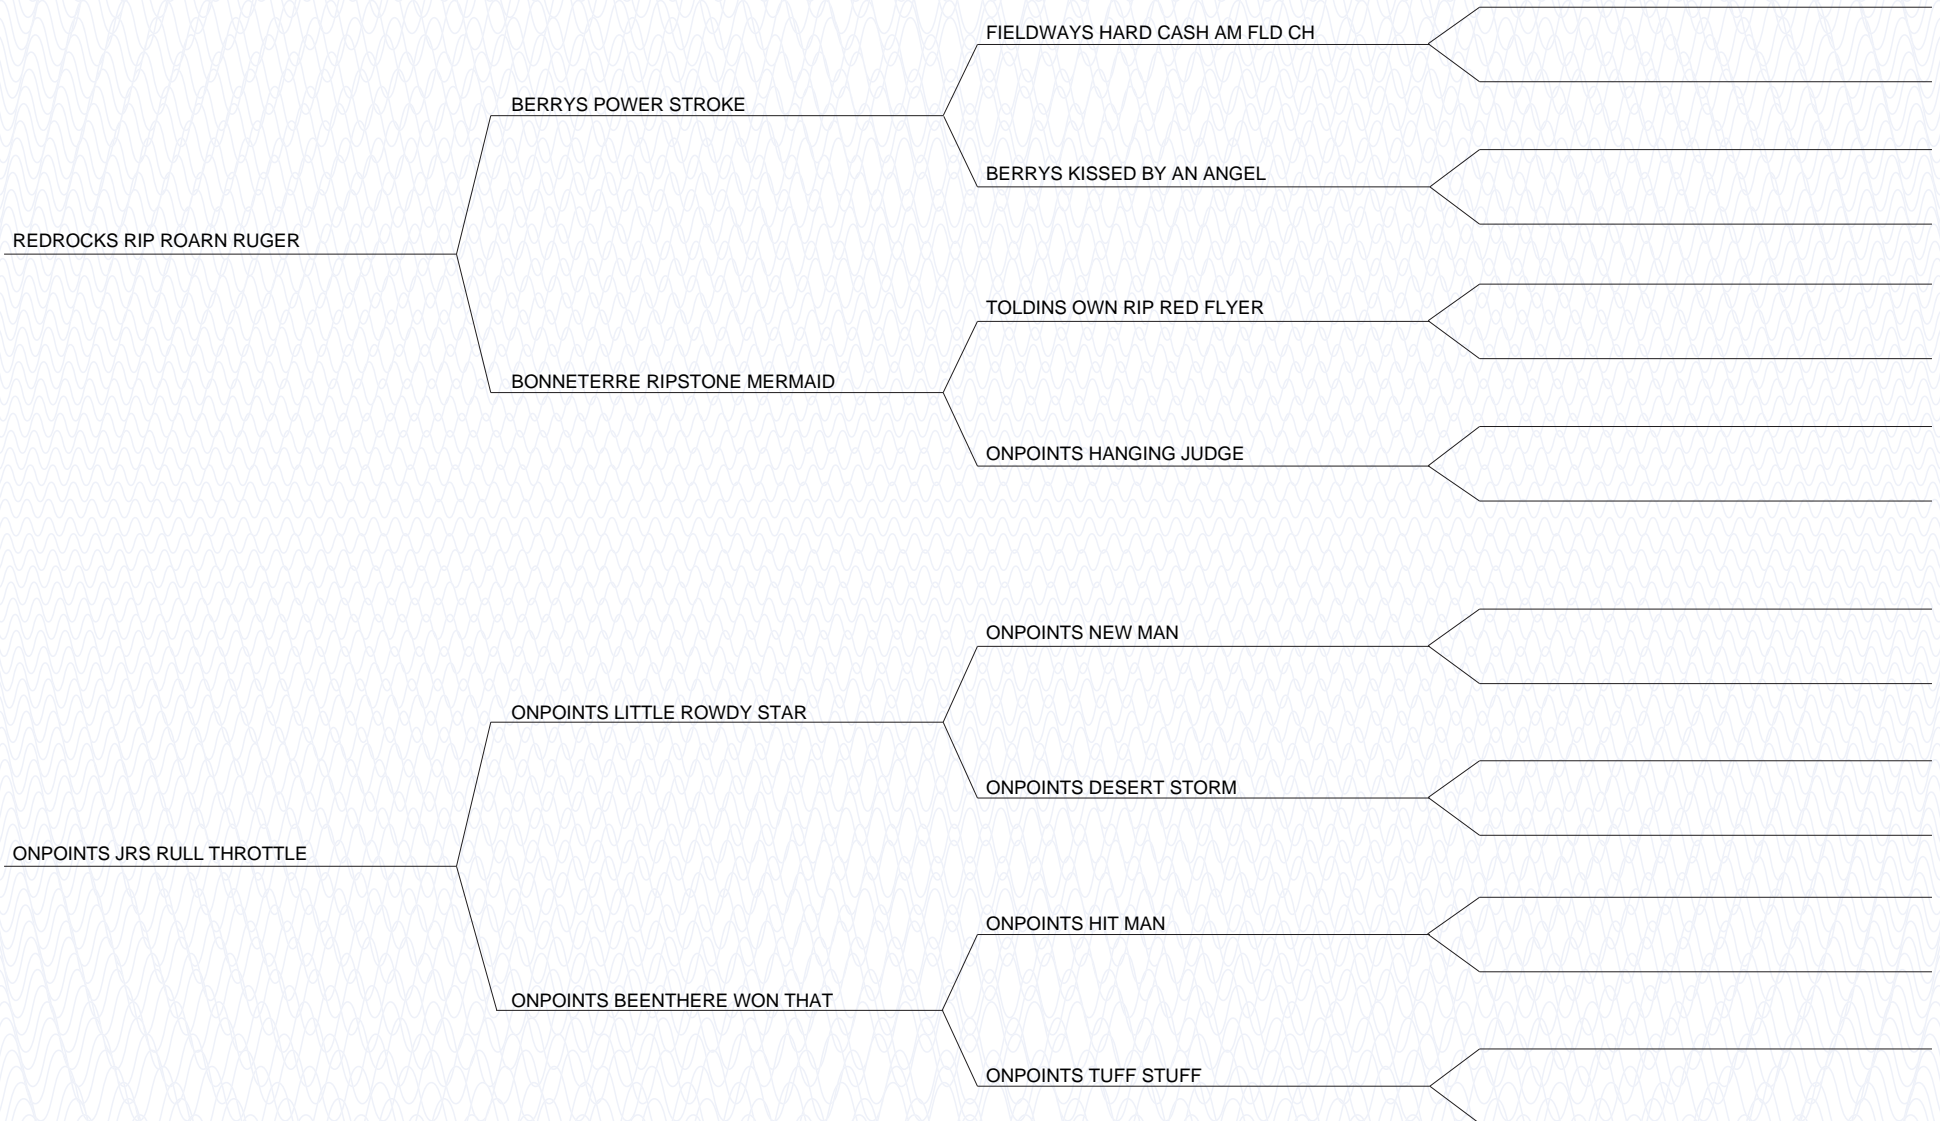 FIELDWAYS HARD CASH AM FLD CH
BERRYS POWER STROKE
BERRYS KISSED BY AN ANGEL
REDROCKS RIP ROARN RUGER
TOLDINS OWN RIP RED FLYER
BONNETERRE RIPSTONE MERMAID
ONPOINTS HANGING JUDGE
ONPOINTS NEW MAN
ONPOINTS LITTLE ROWDY STAR
ONPOINTS DESERT STORM
ONPOINTS JRS RULL THROTTLE
ONPOINTS HIT MAN
ONPOINTS BEENTHERE WON THAT
ONPOINTS TUFF STUFF